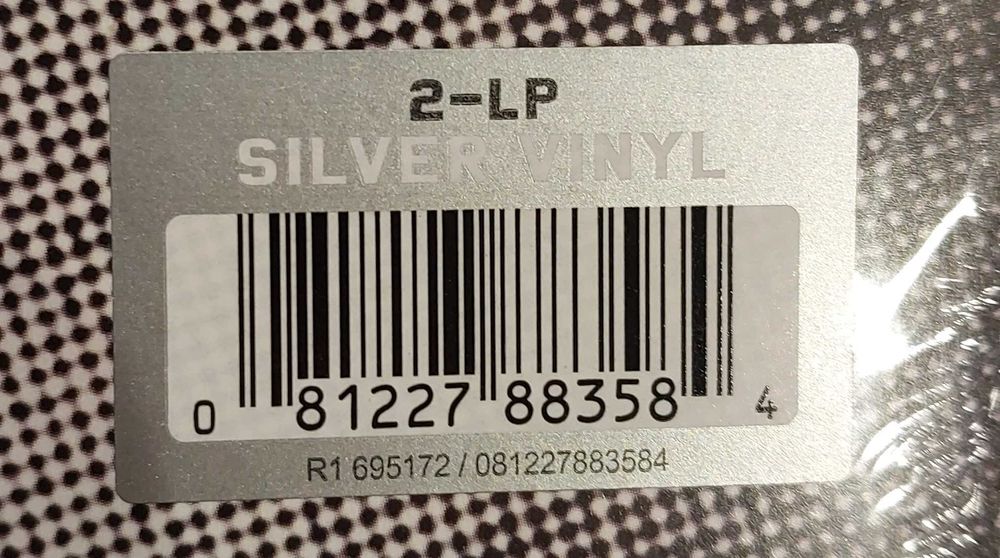 2-LP
SILVER VINYL
0 81227 88358 4
R1 695172 / 081227883584